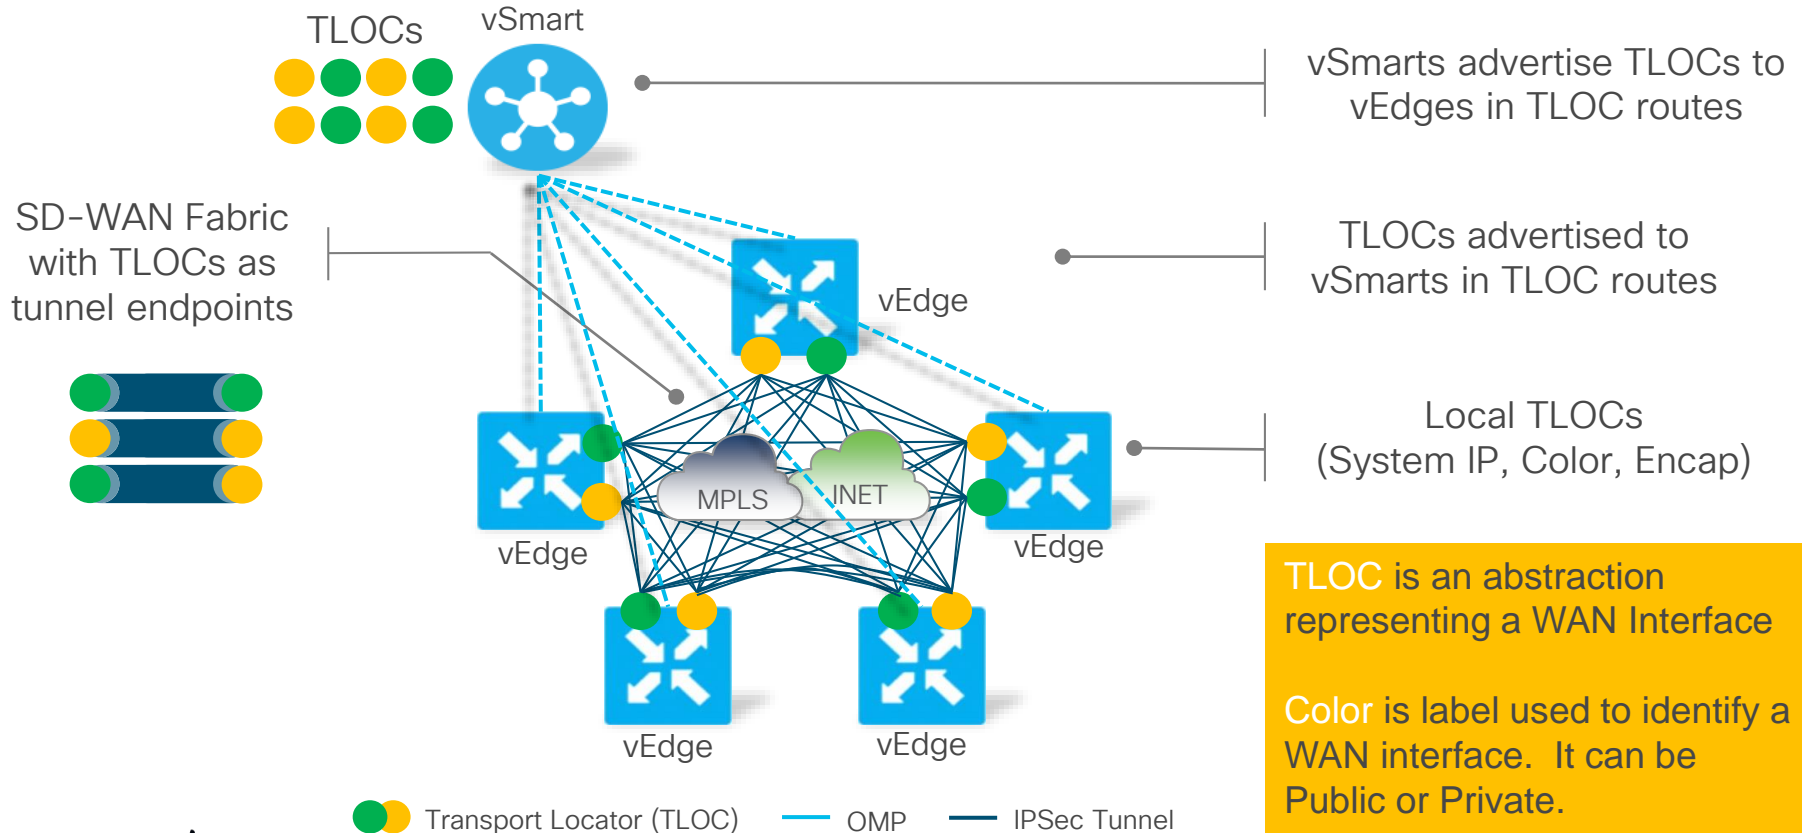 TLOCs
vSmart
vSmarts advertise TLOCs to
vEdges in TLOC routes
SD-WAN Fabric
with TLOCs as
tunnel endpoints
TLOCs advertised to
vSmarts in TLOC routes
vEdge
Local TLOCs
(System IP, Color, Encap)
MPLS
INET
vEdge
vEdge
vEdge
vEdge
TLOC is an abstraction
representing a WAN Interface
Color is label used to identify a
WAN interface. It can be
Public or Private.
Transport Locator (TLOC)
OMP
IPSec Tunnel